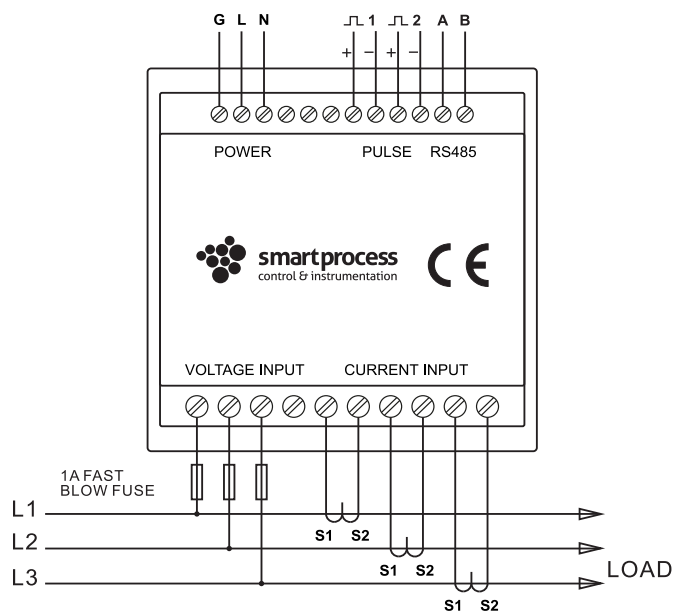 G L N 1 2 A B
+ − + −
POWER PULSE RS485
smartprocess
control & instrumentation
CE
VOLTAGE INPUT CURRENT INPUT
1A FAST
BLOW FUSE
L1
S1 S2
L2
S1 S2
LOAD
L3
S1 S2